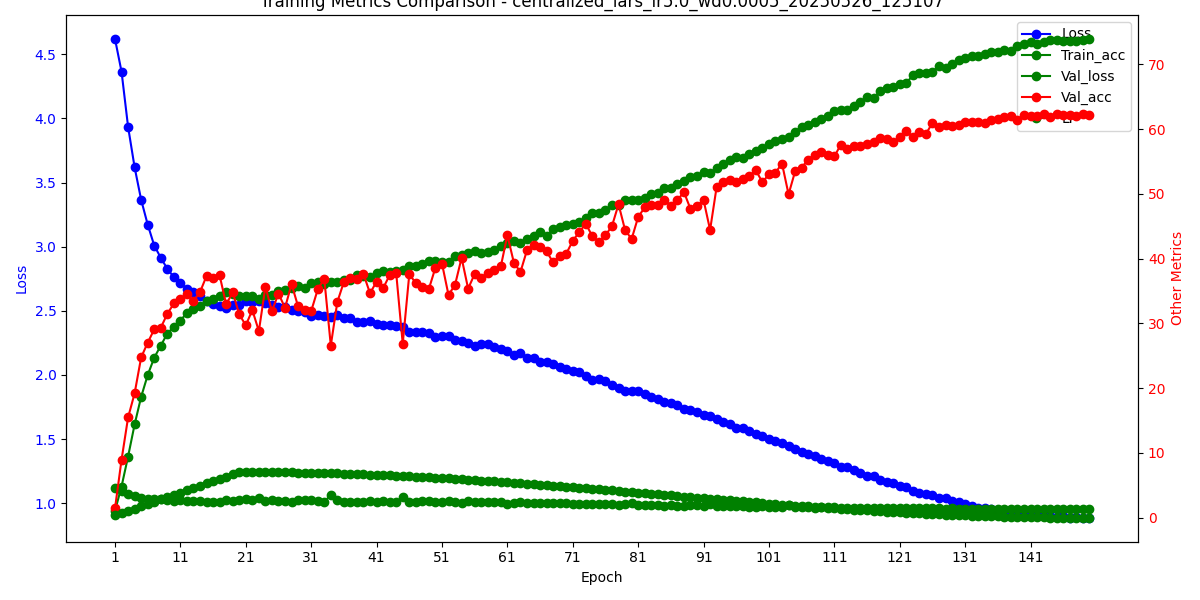 Training Metrics Comparison - centralized_lars_lr5.0_wd0.0005_20250526_125107
Loss
Train_acc
Val_loss
Val_acc
4.5
4.0
3.5
3.0
2.5
2.0
1.5
1.0
Loss
70
60
50
40
30
20
10
0
Other Metrics
1 11 21 31 41 51 61 71 81 91 101 111 121 131 141
Epoch